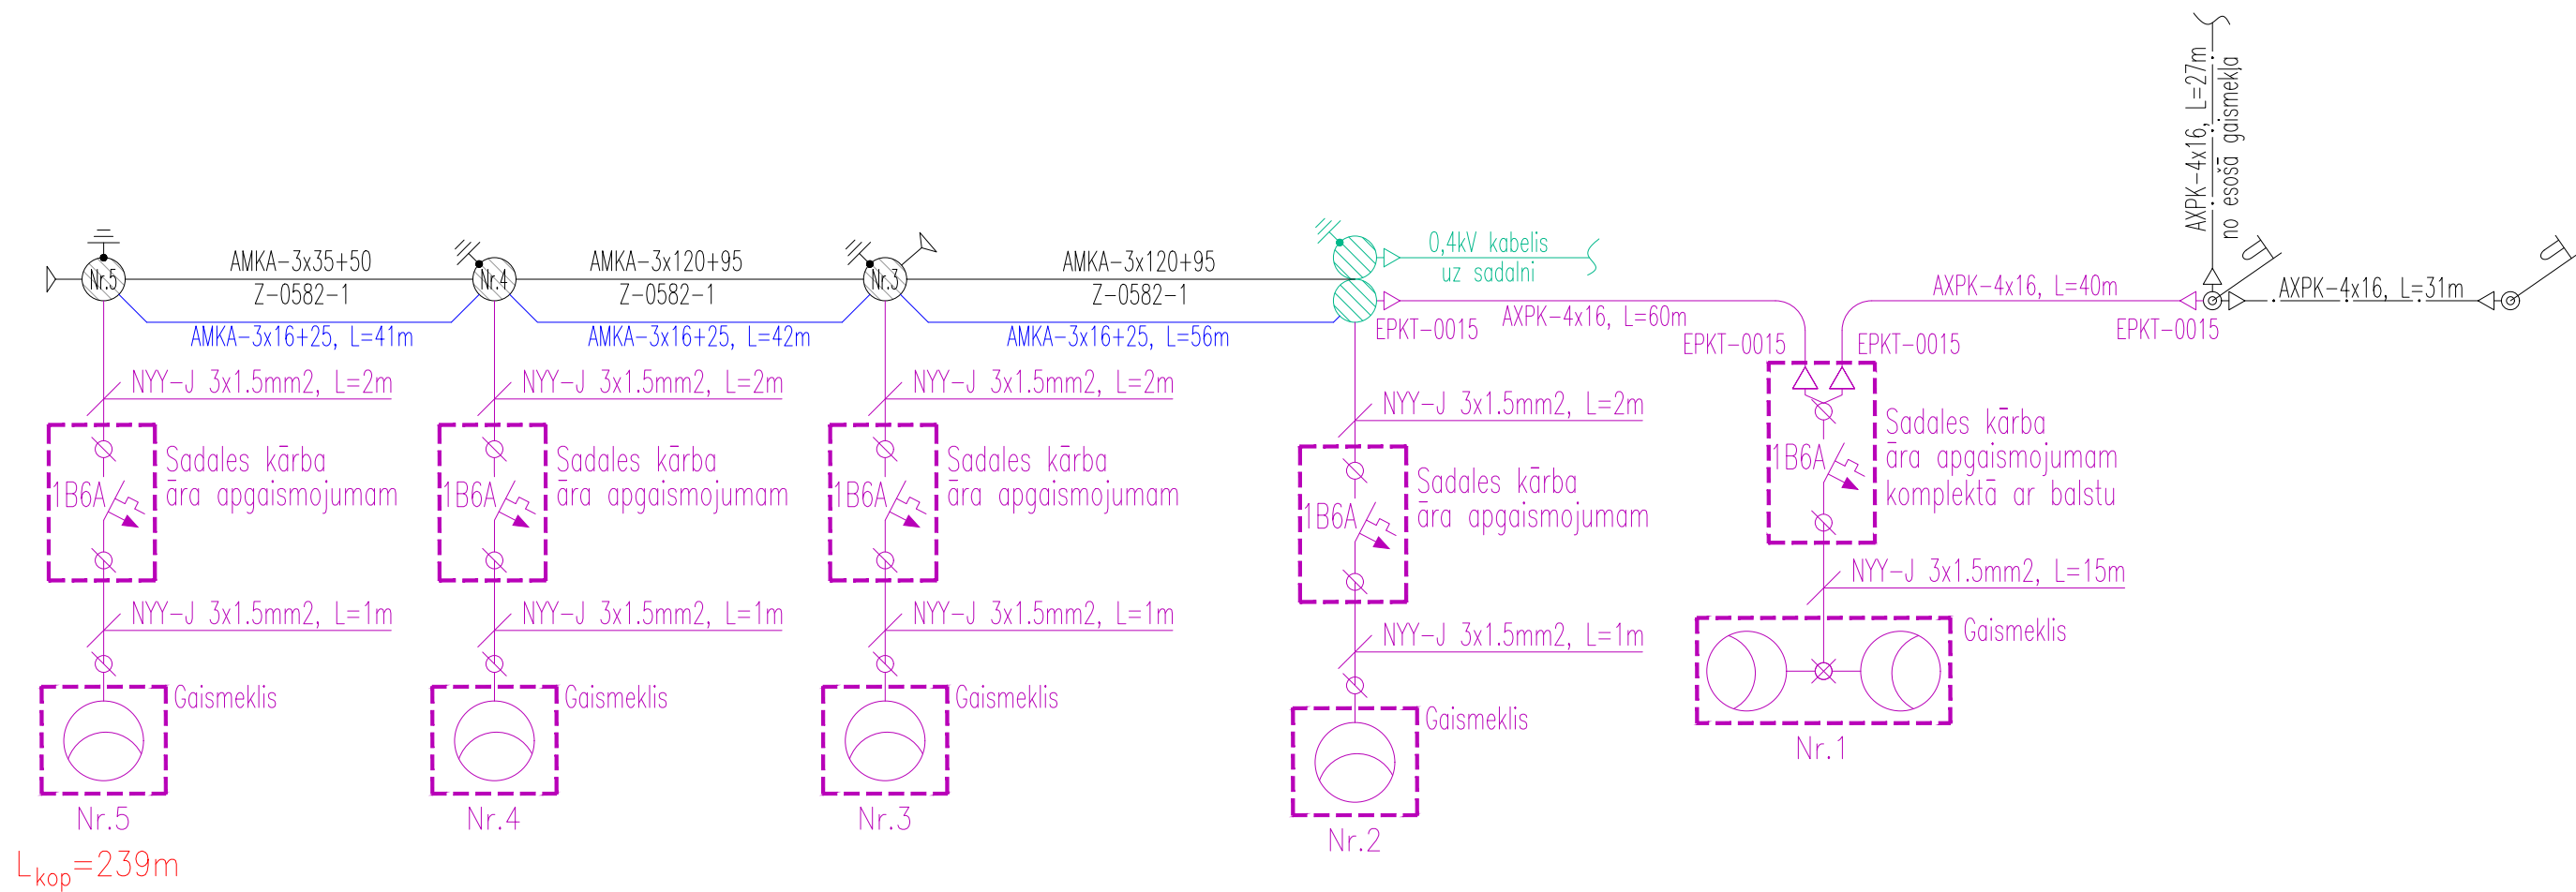 AXPK-4x16, L=27m
no esošā gaismekļa
0,4kV kabelis
uz sadalni
AMKA-3x35+50
Z-0582-1
AMKA-3x120+95
Z-0582-1
AMKA-3x120+95
Z-0582-1
Nr.5
Nr.4
Nr.3
AMKA-3x16+25, L=41m
AMKA-3x16+25, L=42m
AMKA-3x16+25, L=56m
EPKT-0015
AXPK-4x16, L=60m
EPKT-0015
EPKT-0015
AXPK-4x16, L=40m
EPKT-0015
AXPK-4x16, L=31m
NYY-J 3x1.5mm2, L=2m
Sadales kārba
āra apgaismojumam
1B6A
NYY-J 3x1.5mm2, L=1m
Gaismeklis
Nr.5
NYY-J 3x1.5mm2, L=2m
Sadales kārba
āra apgaismojumam
1B6A
NYY-J 3x1.5mm2, L=1m
Gaismeklis
Nr.4
NYY-J 3x1.5mm2, L=2m
Sadales kārba
āra apgaismojumam
1B6A
NYY-J 3x1.5mm2, L=1m
Gaismeklis
Nr.3
NYY-J 3x1.5mm2, L=2m
Sadales kārba
āra apgaismojumam
1B6A
NYY-J 3x1.5mm2, L=1m
Gaismeklis
Nr.2
Sadales kārba
āra apgaismojumam
komplektā ar balstu
1B6A
NYY-J 3x1.5mm2, L=15m
Gaismeklis
Nr.1
Lkop=239m